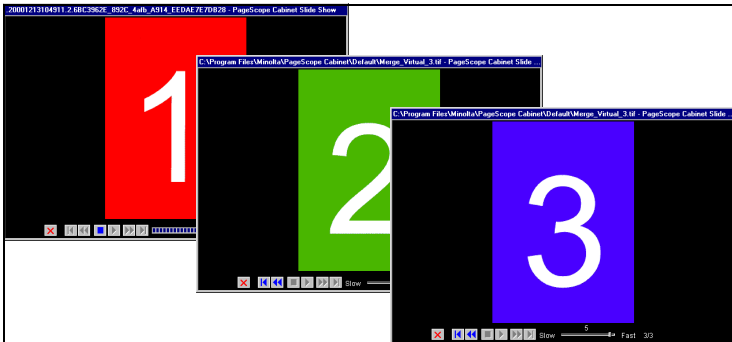 .20001213104911.2.6BC3962E_892C_4afb_A914_EEDAE7E7DB28 - PageScope Cabinet Slide Show
1
C:\Program Files\Minolta\PageScope Cabinet\Default\Merge_Virtual_3.tif - PageScope Cabinet Slide ...
2
Slow
C:\Program Files\Minolta\PageScope Cabinet\Default\Merge_Virtual_3.tif - PageScope Cabinet Slide ...
3
5
Slow Fast 3/3